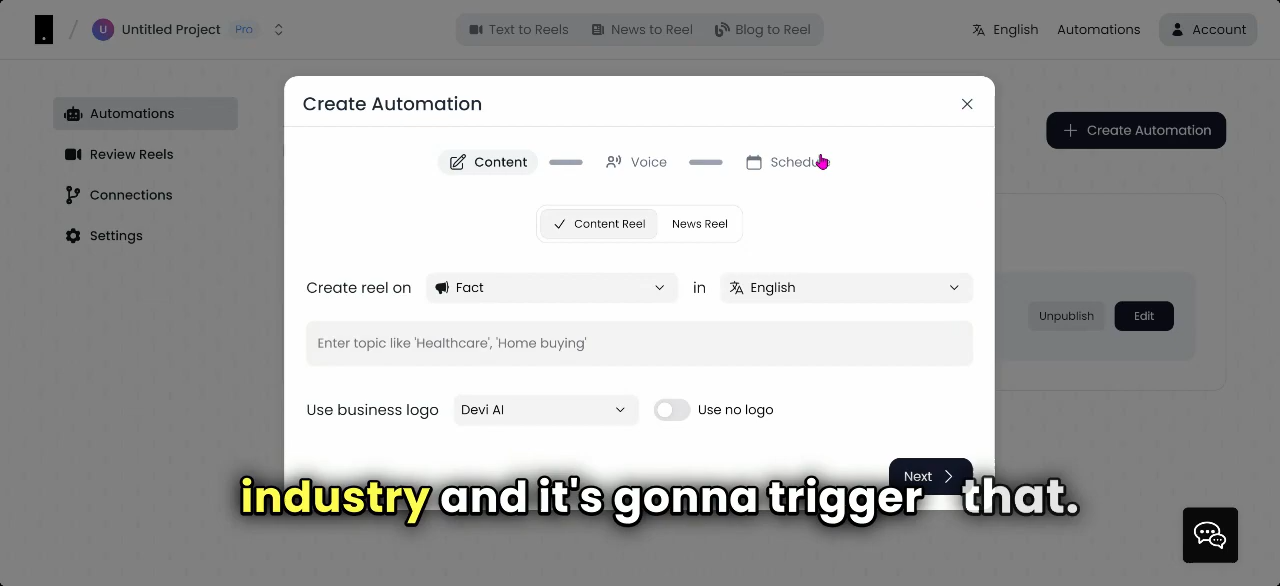 / U Untitled Project Pro Text to Reels News to Reel Blog to Reel English Automations Account
Automations
Review Reels
Connections
Settings
Create Automation
Create Automation
Content Voice Schedule
Content Reel News Reel
Create reel on Fact in English
Enter topic like 'Healthcare', 'Home buying'
Unpublish Edit
Use business logo Devi AI Use no logo
Next
industry and it's gonna trigger that.